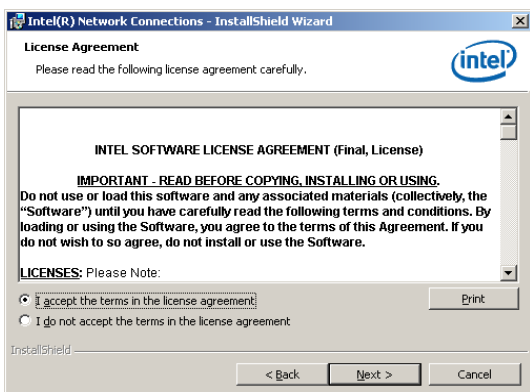 Intel(R) Network Connections - InstallShield Wizard
License Agreement
Please read the following license agreement carefully.
intel
INTEL SOFTWARE LICENSE AGREEMENT (Final, License)
IMPORTANT - READ BEFORE COPYING, INSTALLING OR USING.
Do not use or load this software and any associated materials (collectively, the
“Software”) until you have carefully read the following terms and conditions. By
loading or using the Software, you agree to the terms of this Agreement. If you
do not wish to so agree, do not install or use the Software.
LICENSES: Please Note:
I accept the terms in the license agreement
Print
I do not accept the terms in the license agreement
InstallShield
< Back
Next >
Cancel